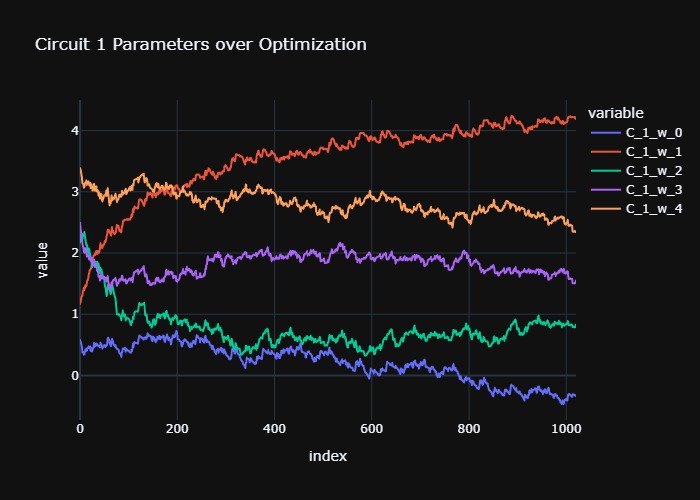 Circuit 1 Parameters over Optimization
variable
C_1_w_0
C_1_w_1
C_1_w_2
C_1_w_3
C_1_w_4
value
4
3
2
1
0
0 200 400 600 800 1000
index